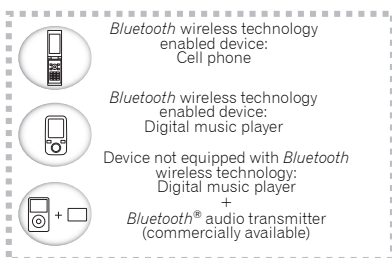 Bluetooth wireless technology
enabled device:
Cell phone
Bluetooth wireless technology
enabled device:
Digital music player
Device not equipped with Bluetooth
wireless technology:
Digital music player
+
Bluetooth® audio transmitter
(commercially available)